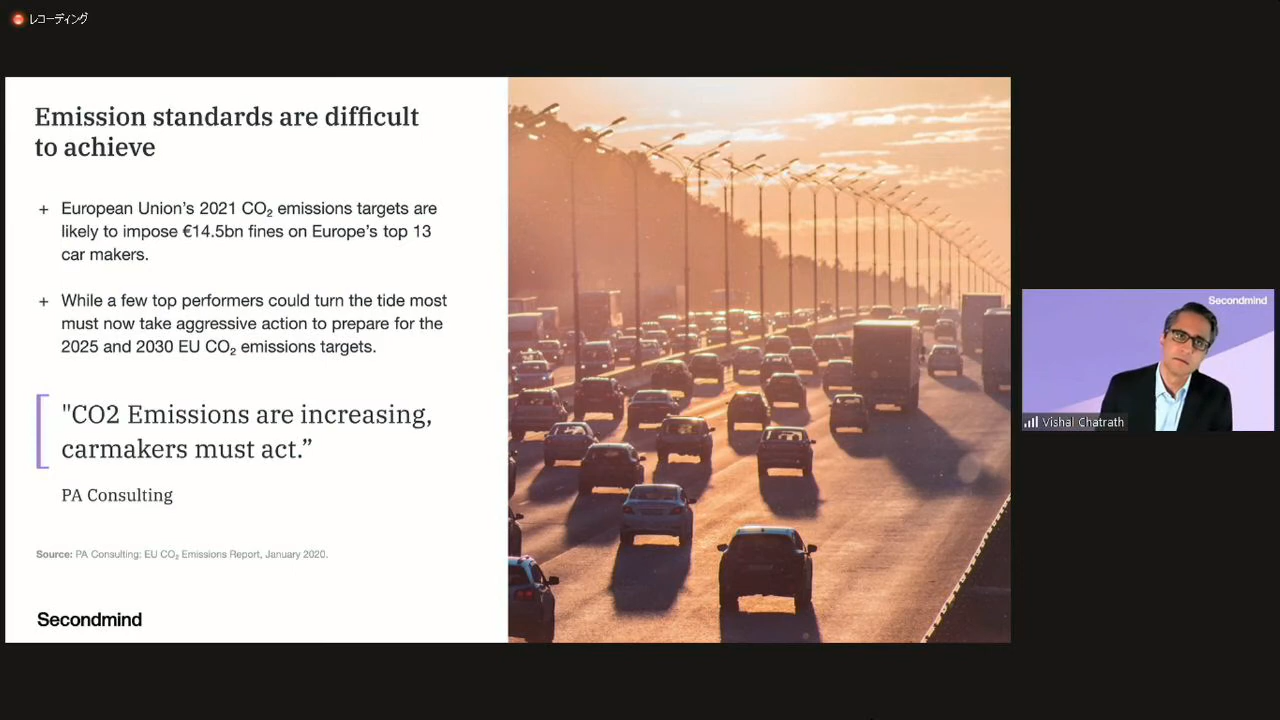 レコーディング
Emission standards are difficult
to achieve
+ European Union's 2021 CO₂ emissions targets are
likely to impose €14.5bn fines on Europe's top 13
car makers.
+ While a few top performers could turn the tide most
must now take aggressive action to prepare for the
2025 and 2030 EU CO₂ emissions targets.
"CO2 Emissions are increasing,
carmakers must act.”
PA Consulting
Source: PA Consulting: EU CO₂ Emissions Report, January 2020.
Secondmind
Secondmind
Vishal Chatrath